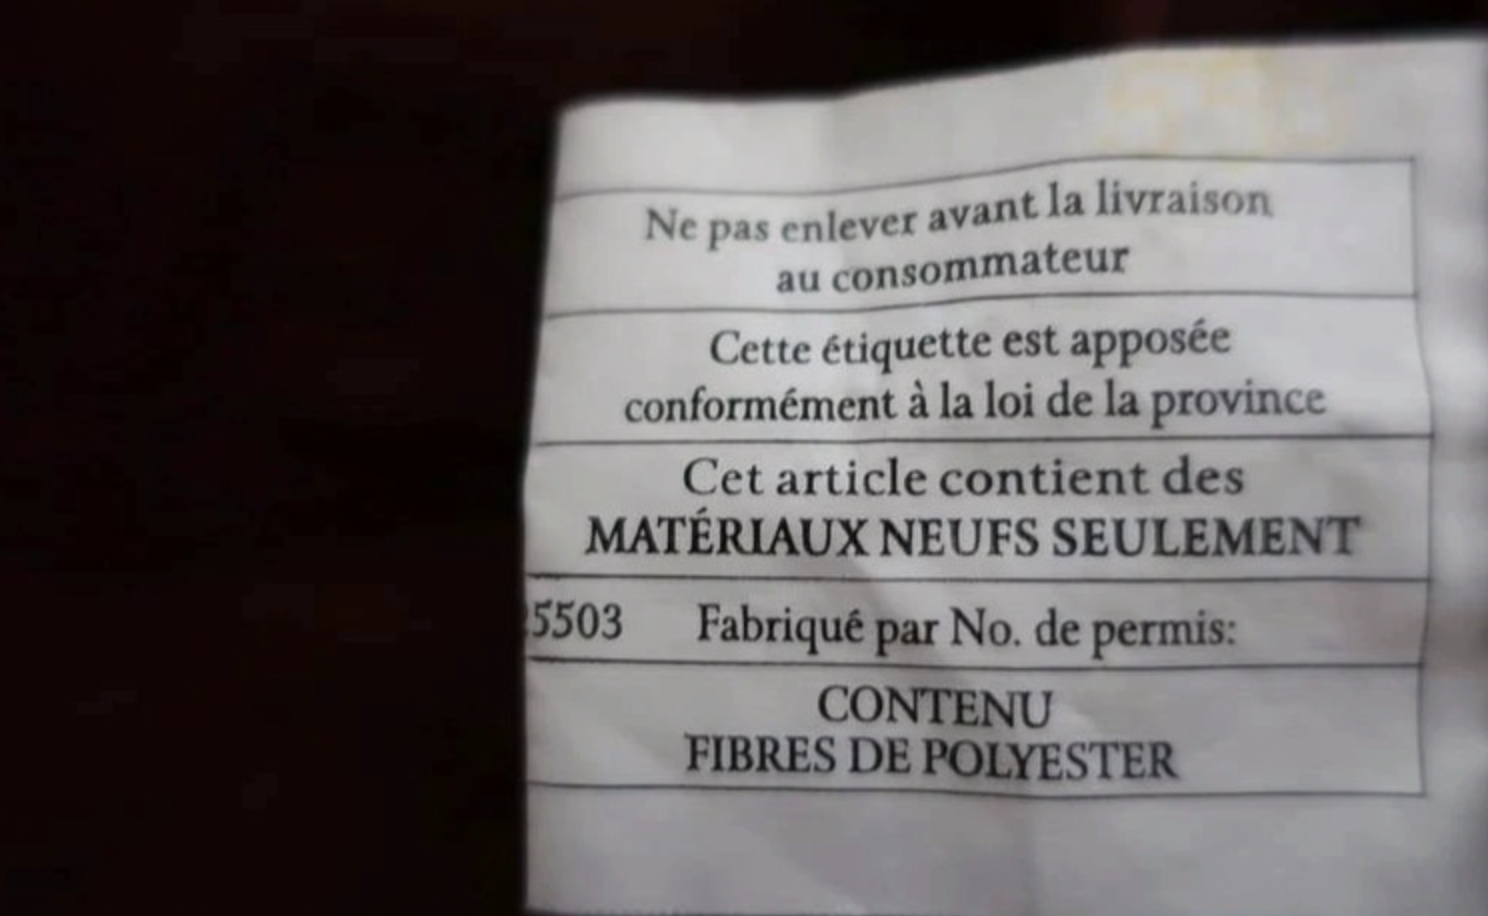 Ne pas enlever avant la livraison
au consommateur
Cette étiquette est apposée
conformément à la loi de la province
Cet article contient des
MATÉRIAUX NEUFS SEULEMENT
5503 Fabriqué par No. de permis:
CONTENU
FIBRES DE POLYESTER